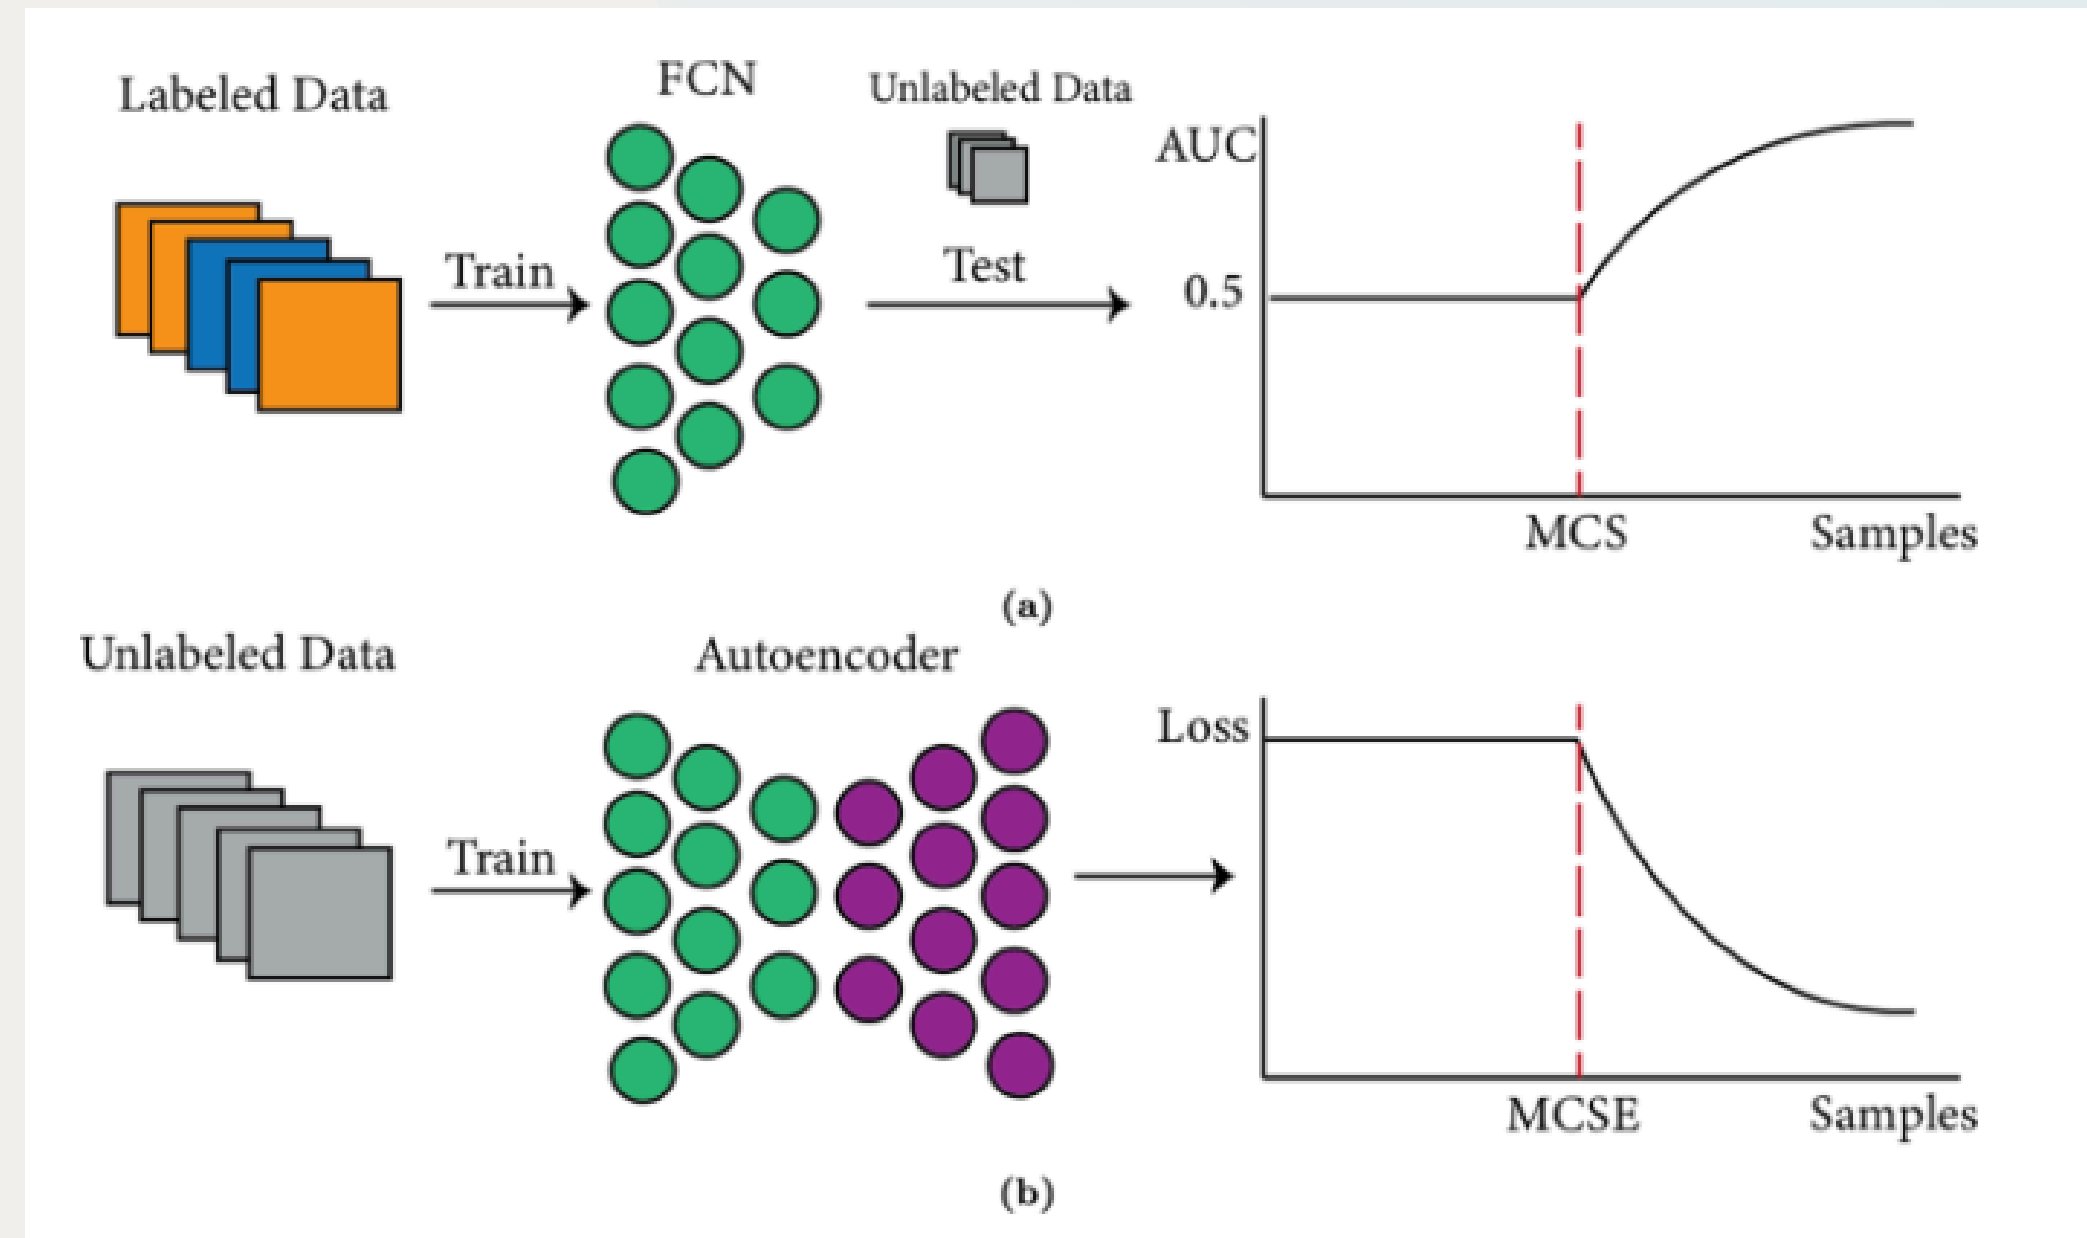 Labeled Data
FCN
Unlabeled Data
Train
Test
AUC
0.5
MCS
Samples
(a)
Unlabeled Data
Autoencoder
Train
Loss
MCSE
Samples
(b)